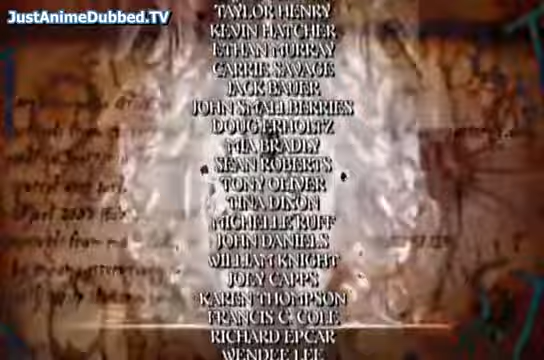 JustAnimeDubbed.TV
TAYLOR HENRY
KEVIN HATCHER
ETHAN MURRAY
CARRIE SAVAGE
JACK BAUER
JOHN SMALLBERRIES
DOUG ERHOLTZ
MIA BRADLY
SEAN ROBERTS
TONY OLIVER
TINA DIXON
MICHELLE RUFF
JOHN DANIELS
WILLIAM KNIGHT
JOEY CAPPS
KAREN THOMPSON
FRANCIS C. COLE
RICHARD EPCAR
WENDEE LEE